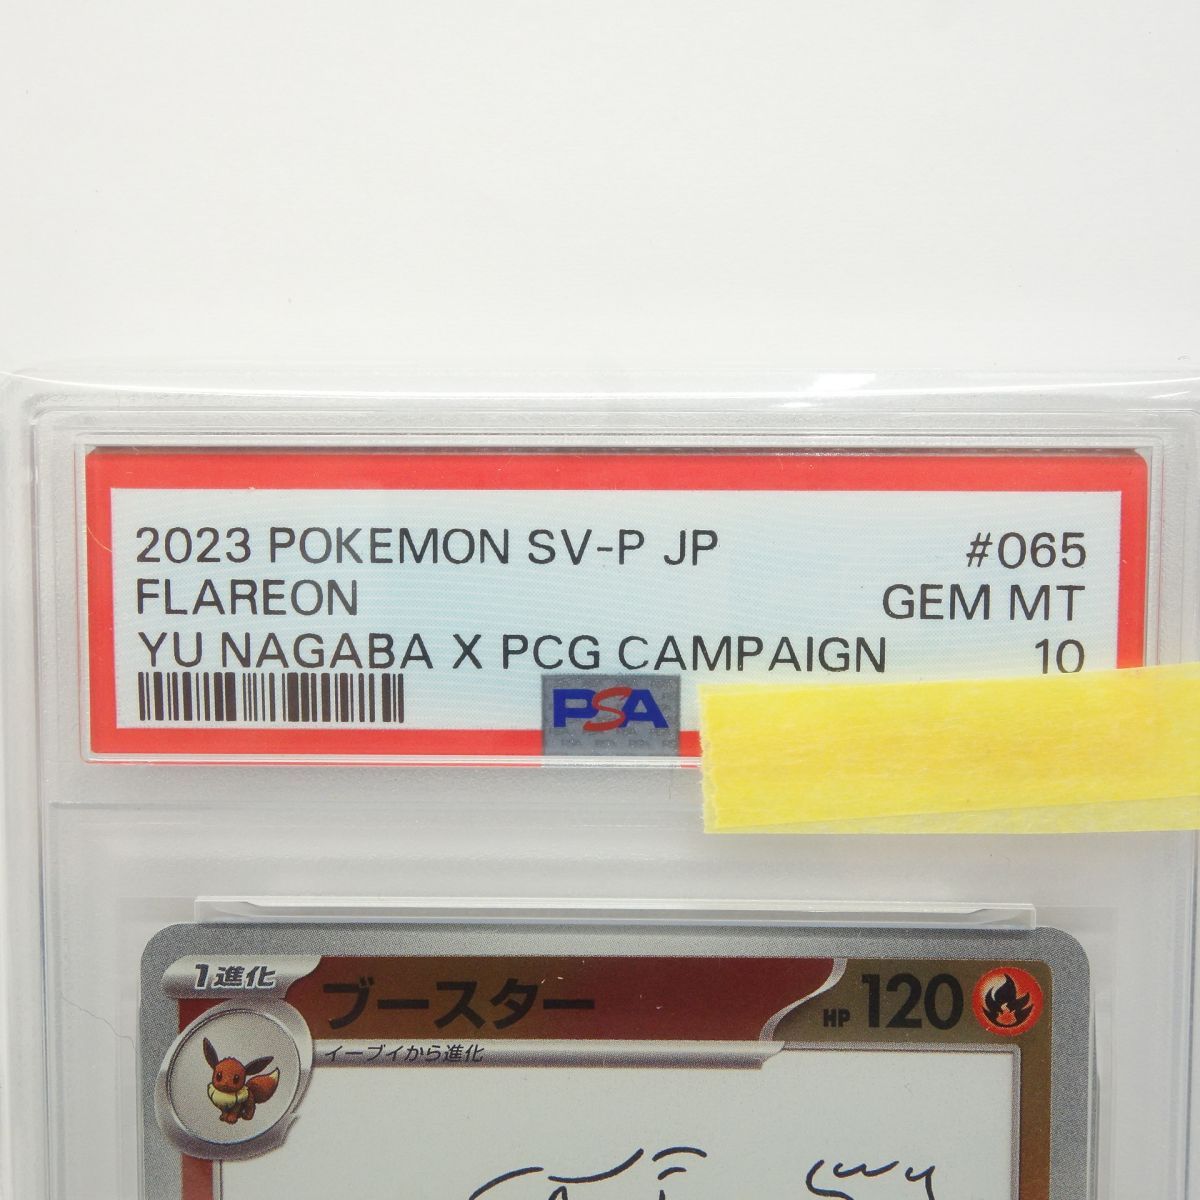 2023 POKEMON SV-P JP #065
FLAREON GEM MT
YU NAGABA X PCG CAMPAIGN 10
PSA
1進化
ブースター
HP 120
イーブイから進化